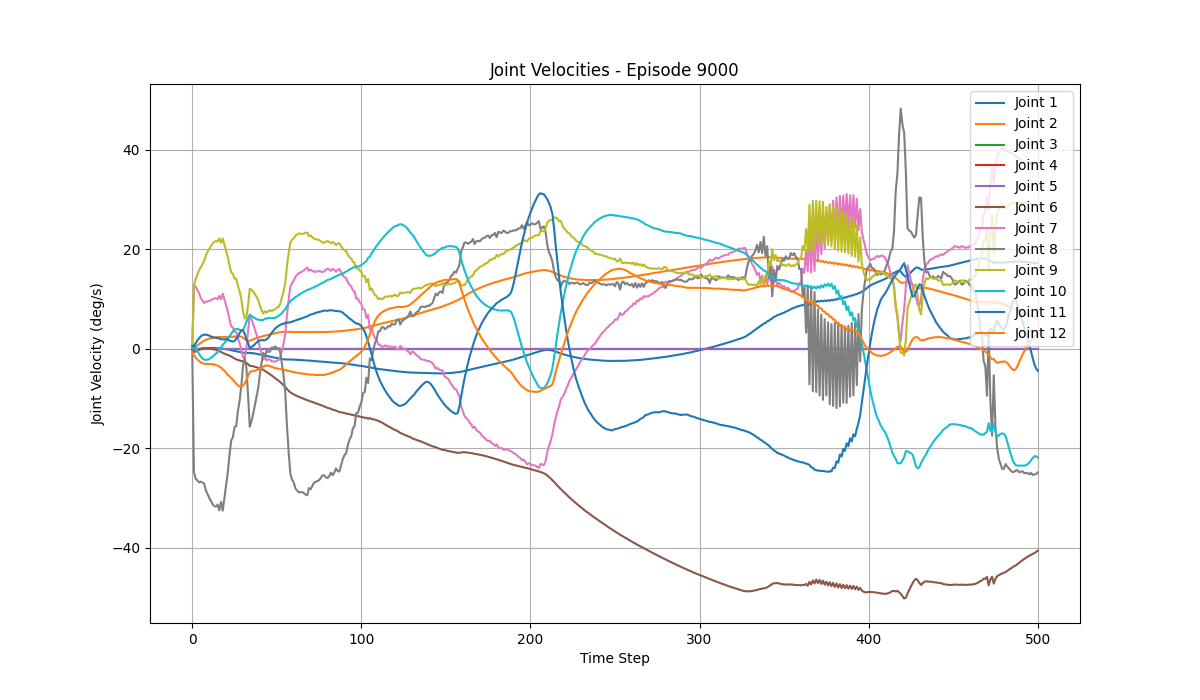 Joint Velocities - Episode 9000
Joint Velocity (deg/s)
40
20
0
−20
−40
0
100
200
300
400
500
Time Step
Joint 1
Joint 2
Joint 3
Joint 4
Joint 5
Joint 6
Joint 7
Joint 8
Joint 9
Joint 10
Joint 11
Joint 12